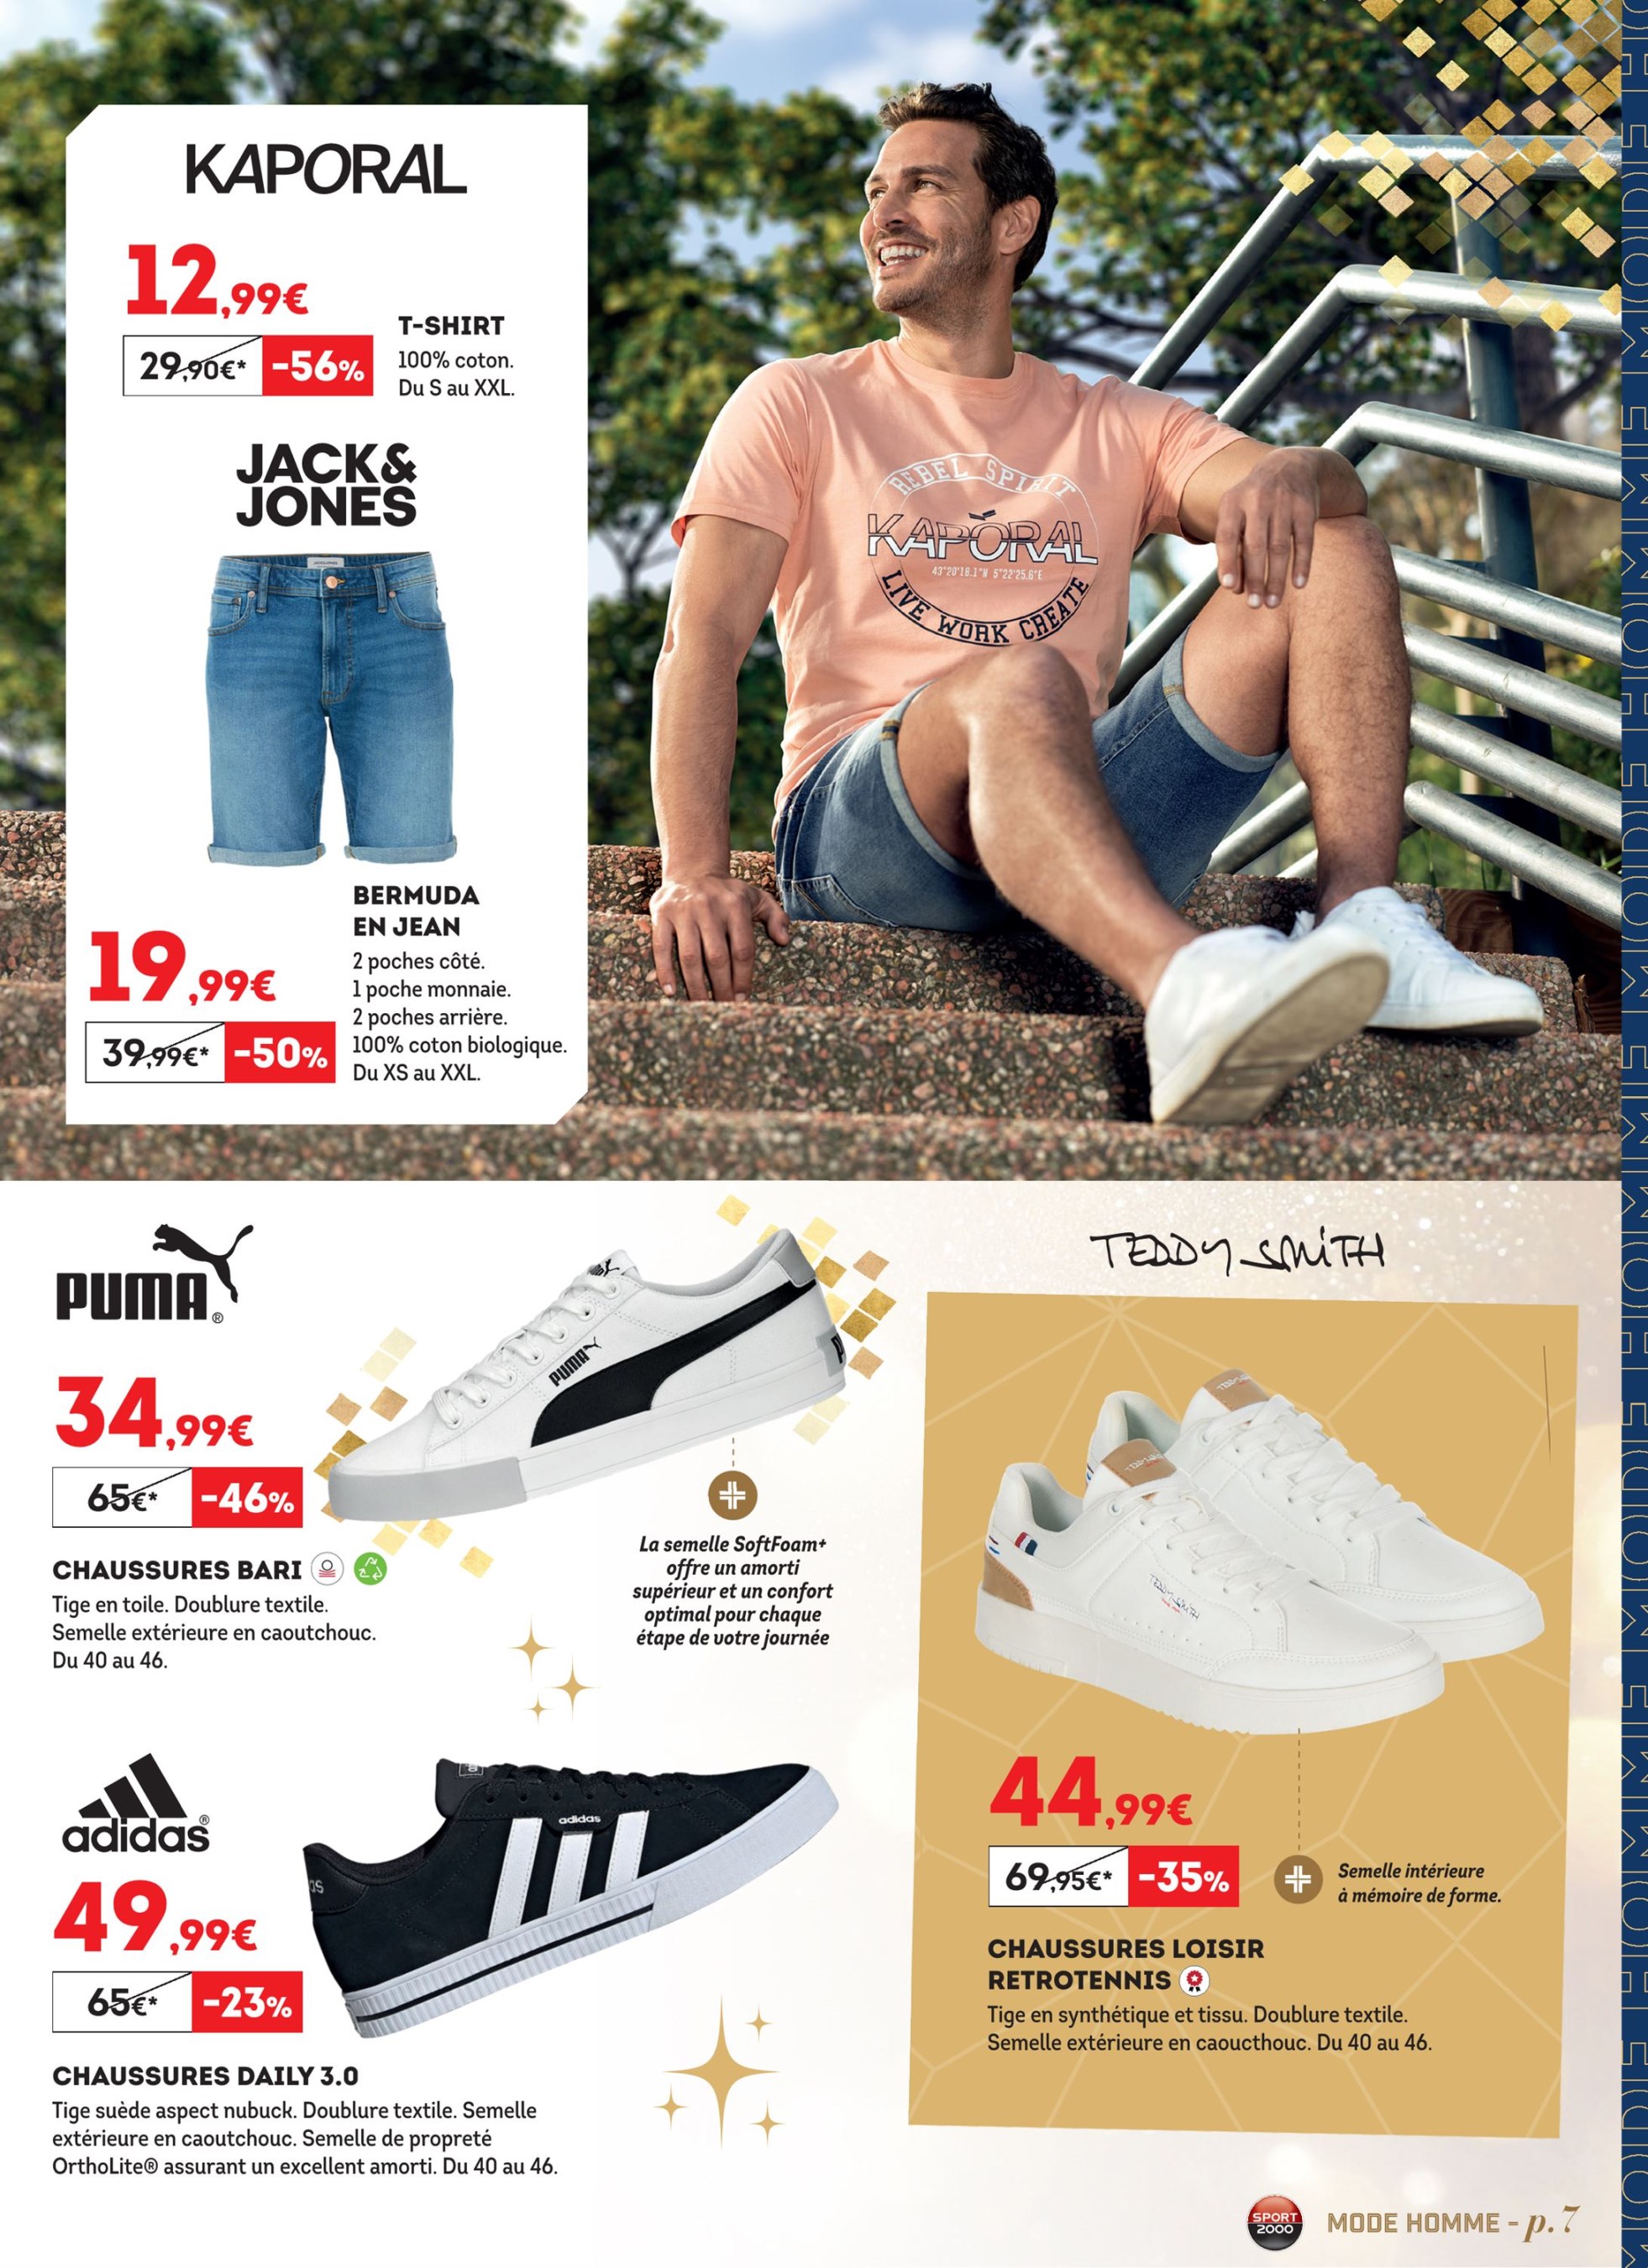 KAPORAL
12,99€
29,90€* -56%
T-SHIRT
100% coton.
Du S au XXL.
JACK&
JONES
BERMUDA
EN JEAN
19,99€
39,99€* -50%
2 poches côté.
1 poche monnaie.
2 poches arrière.
100% coton biologique.
Du XS au XXL.
REBEL SPIRIT
KAPORAL
43°20'18.1"N 5°22'25.6"E
LIVE WORK CREATE
PUMA®
34,99€
65€* -46%
PUMA
CHAUSSURES BARI
Tige en toile. Doublure textile.
Semelle extérieure en caoutchouc.
Du 40 au 46.
La semelle SoftFoam+
offre un amorti
supérieur et un confort
optimal pour chaque
étape de votre journée
adidas®
49,99€
65€* -23%
adidas
CHAUSSURES DAILY 3.0
Tige suède aspect nubuck. Doublure textile. Semelle
extérieure en caoutchouc. Semelle de propreté
OrthoLite® assurant un excellent amorti. Du 40 au 46.
TEDDY SMITH
TEDDY SMITH
44,99€
69,95€* -35%
Semelle intérieure
à mémoire de forme.
CHAUSSURES LOISIR
RETROTENNIS
Tige en synthétique et tissu. Doublure textile.
Semelle extérieure en caoucthouc. Du 40 au 46.
SPORT
2000
MODE HOMME - p.7
MODE HOMME MODE HOMME MODE HOMME